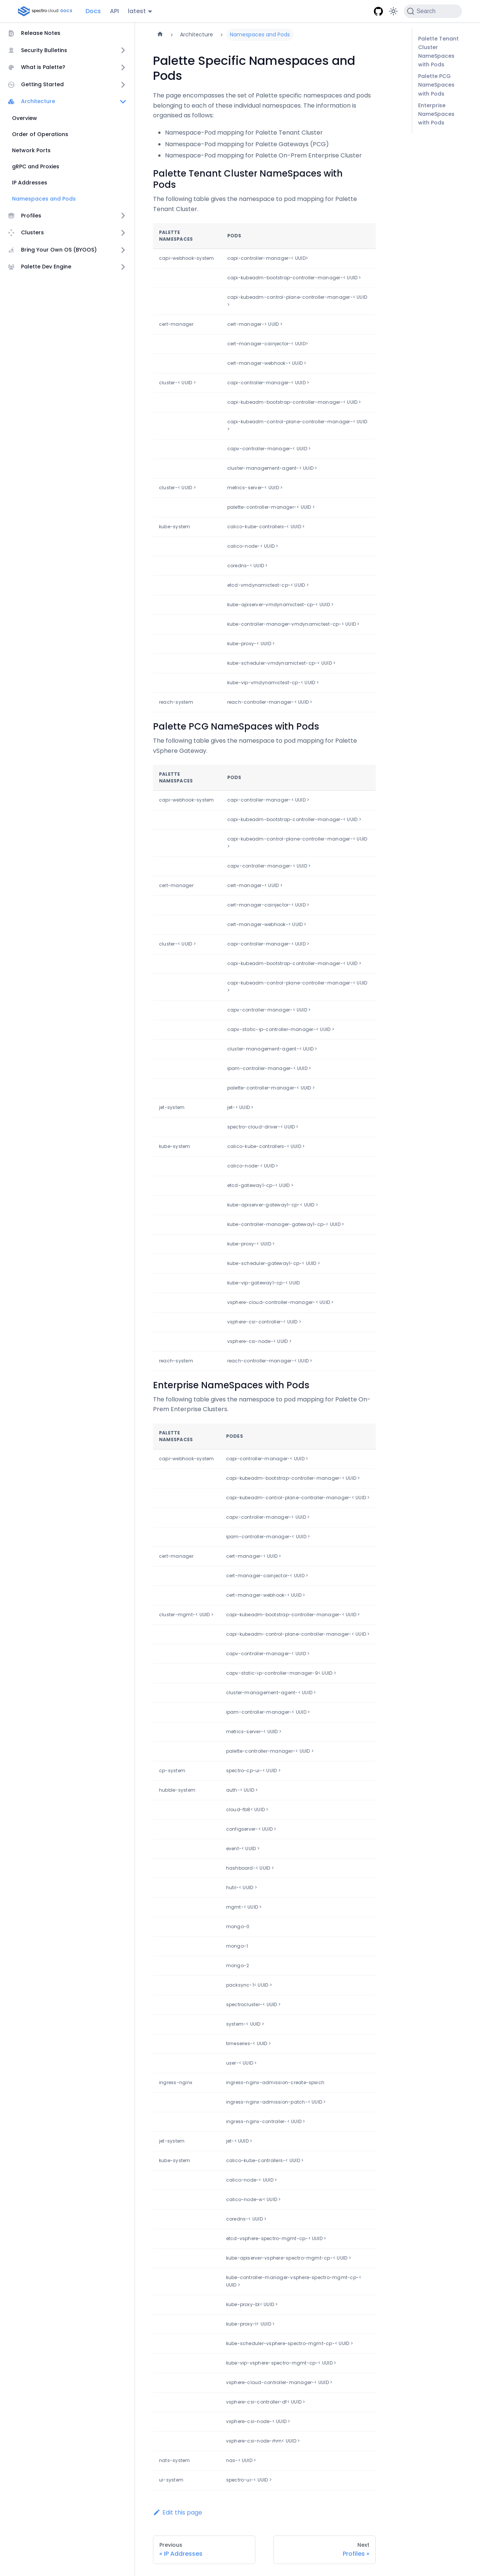 spectro cloud DOCS
Docs
API
latest
Search
Release Notes
Security Bulletins
What is Palette?
Getting Started
Architecture
Overview
Order of Operations
Network Ports
gRPC and Proxies
IP Addresses
Namespaces and Pods
Profiles
Clusters
Bring Your Own OS (BYOOS)
Palette Dev Engine
Architecture
Namespaces and Pods
Palette Specific Namespaces and
Pods
The page encompasses the set of Palette specific namespaces and pods
belonging to each of these individual namespaces. The information is
organised as follows:
Namespace-Pod mapping for Palette Tenant Cluster
Namespace-Pod mapping for Palette Gateways (PCG)
Namespace-Pod mapping for Palette On-Prem Enterprise Cluster
Palette Tenant Cluster NameSpaces with
Pods
The following table gives the namespace to pod mapping for Palette
Tenant Cluster.
PALETTE NAMESPACES PODS
capi-webhook-system capi-controller-manager-< UUID>
capi-kubeadm-bootstrap-controller-manager-< UUID >
capi-kubeadm-control-plane-controller-manager-< UUID
>
cert-manager cert-manager-< UUID >
cert-manager-cainjector-< UUID>
cert-manager-webhook-< UUID >
cluster-< UUID > capi-controller-manager-< UUID >
capi-kubeadm-bootstrap-controller-manager-< UUID >
capi-kubeadm-control-plane-controller-manager-< UUID
>
capv-controller-manager-< UUID >
cluster-management-agent-< UUID >
cluster-< UUID > metrics-server-< UUID >
palette-controller-manager-< UUID >
kube-system calico-kube-controllers-< UUID >
calico-node-< UUID >
coredns-< UUID >
etcd-vmdynamictest-cp-< UUID >
kube-apiserver-vmdynamictest-cp-< UUID >
kube-controller-manager-vmdynamictest-cp-< UUID >
kube-proxy-< UUID >
kube-scheduler-vmdynamictest-cp-< UUID >
kube-vip-vmdynamictest-cp-< UUID >
reach-system reach-controller-manager-< UUID >
Palette PCG NameSpaces with Pods
The following table gives the namespace to pod mapping for Palette
vSphere Gateway.
PALETTE NAMESPACES PODS
capi-webhook-system capi-controller-manager-< UUID >
capi-kubeadm-bootstrap-controller-manager-< UUID >
capi-kubeadm-control-plane-controller-manager-< UUID
>
capv-controller-manager-< UUID >
cert-manager cert-manager-< UUID >
cert-manager-cainjector-< UUID >
cert-manager-webhook-< UUID >
cluster-< UUID > capi-controller-manager-< UUID >
capi-kubeadm-bootstrap-controller-manager-< UUID >
capi-kubeadm-control-plane-controller-manager-< UUID
>
capv-controller-manager-< UUID >
capv-static-ip-controller-manager-< UUID >
cluster-management-agent-< UUID >
ipam-controller-manager-< UUID >
palette-controller-manager-< UUID >
jet-system jet-< UUID >
spectro-cloud-driver-< UUID >
kube-system calico-kube-controllers-< UUID >
calico-node-< UUID >
etcd-gateway1-cp-< UUID >
kube-apiserver-gateway1-cp-< UUID >
kube-controller-manager-gateway1-cp-< UUID >
kube-proxy-< UUID >
kube-scheduler-gateway1-cp-< UUID >
kube-vip-gateway1-cp-< UUID
vsphere-cloud-controller-manager-< UUID >
vsphere-csi-controller-< UUID >
vsphere-csi-node-< UUID >
reach-system reach-controller-manager-< UUID >
Enterprise NameSpaces with Pods
The following table gives the namespace to pod mapping for Palette On-
Prem Enterprise Clusters.
PALETTE NAMESPACES PODES
capi-webhook-system capi-controller-manager-< UUID >
capi-kubeadm-bootstrap-controller-manager-< UUID >
capi-kubeadm-control-plane-controller-manager-< UUID >
capv-controller-manager-< UUID >
ipam-controller-manager-< UUID >
cert-manager cert-manager-< UUID >
cert-manager-cainjector-< UUID >
cert-manager-webhook-< UUID >
cluster-mgmt-< UUID > capi-kubeadm-bootstrap-controller-manager-< UUID >
capi-kubeadm-control-plane-controller-manager-< UUID >
capv-controller-manager-< UUID >
capv-static-ip-controller-manager-9< UUID >
cluster-management-agent-< UUID >
ipam-controller-manager-< UUID >
metrics-server-< UUID >
palette-controller-manager-< UUID >
cp-system spectro-cp-ui-< UUID >
hubble-system auth-< UUID >
cloud-fb8< UUID >
configserver-< UUID >
event-< UUID >
hashboard-< UUID >
hutil-< UUID >
mgmt-< UUID >
mongo-0
mongo-1
mongo-2
packsync-1< UUID >
spectrocluster-< UUID >
system-< UUID >
timeseries-< UUID >
user-< UUID >
ingress-nginx ingress-nginx-admission-create-spwch
ingress-nginx-admission-patch-< UUID >
ingress-nginx-controller-< UUID >
jet-system jet-< UUID >
kube-system calico-kube-controllers-< UUID >
calico-node-< UUID >
calico-node-w< UUID >
coredns-< UUID >
etcd-vsphere-spectro-mgmt-cp-< UUID >
kube-apiserver-vsphere-spectro-mgmt-cp-< UUID >
kube-controller-manager-vsphere-spectro-mgmt-cp-<
UUID >
kube-proxy-bl< UUID >
kube-proxy-l< UUID >
kube-scheduler-vsphere-spectro-mgmt-cp-< UUID >
kube-vip-vsphere-spectro-mgmt-cp-< UUID >
vsphere-cloud-controller-manager-< UUID >
vsphere-csi-controller-df< UUID >
vsphere-csi-node-< UUID >
vsphere-csi-node-rhm< UUID >
nats-system nas-< UUID >
ui-system spectro-ui-< UUID >
Edit this page
Previous
« IP Addresses
Next
Profiles »
Palette Tenant
Cluster
NameSpaces
with Pods
Palette PCG
NameSpaces
with Pods
Enterprise
NameSpaces
with Pods